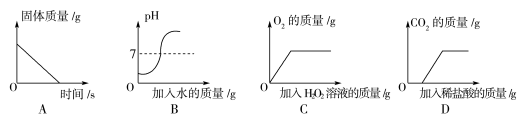 固体质量/g
O
时间/s
A
pH
7
O
加入水的质量/g
B
O₂的质量/g
O
加入H₂O₂溶液的质量/g
C
CO₂的质量/g
O
加入稀盐酸的质量/g
D